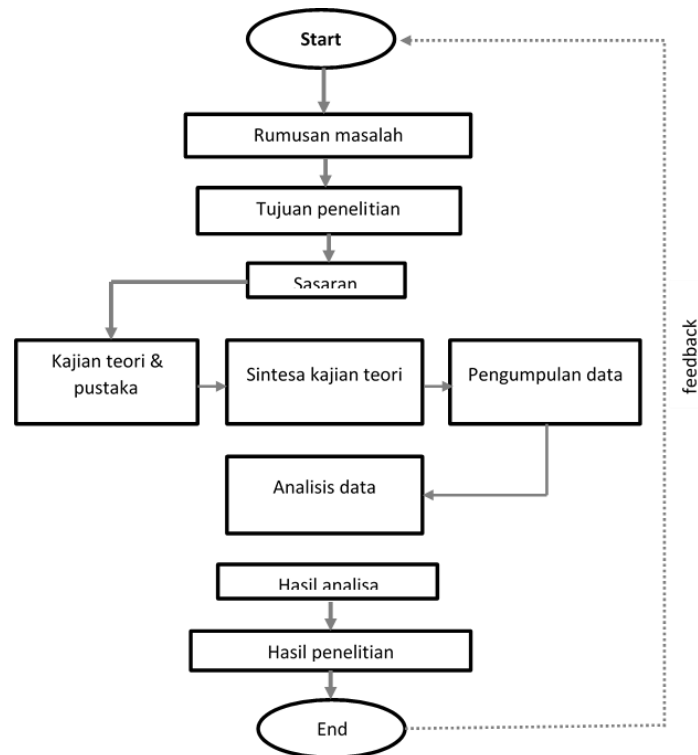 Start
Rumusan masalah
Tujuan penelitian
Sasaran
Kajian teori &
pustaka
Sintesa kajian teori
Pengumpulan data
feedback
Analisis data
Hasil analisa
Hasil penelitian
End